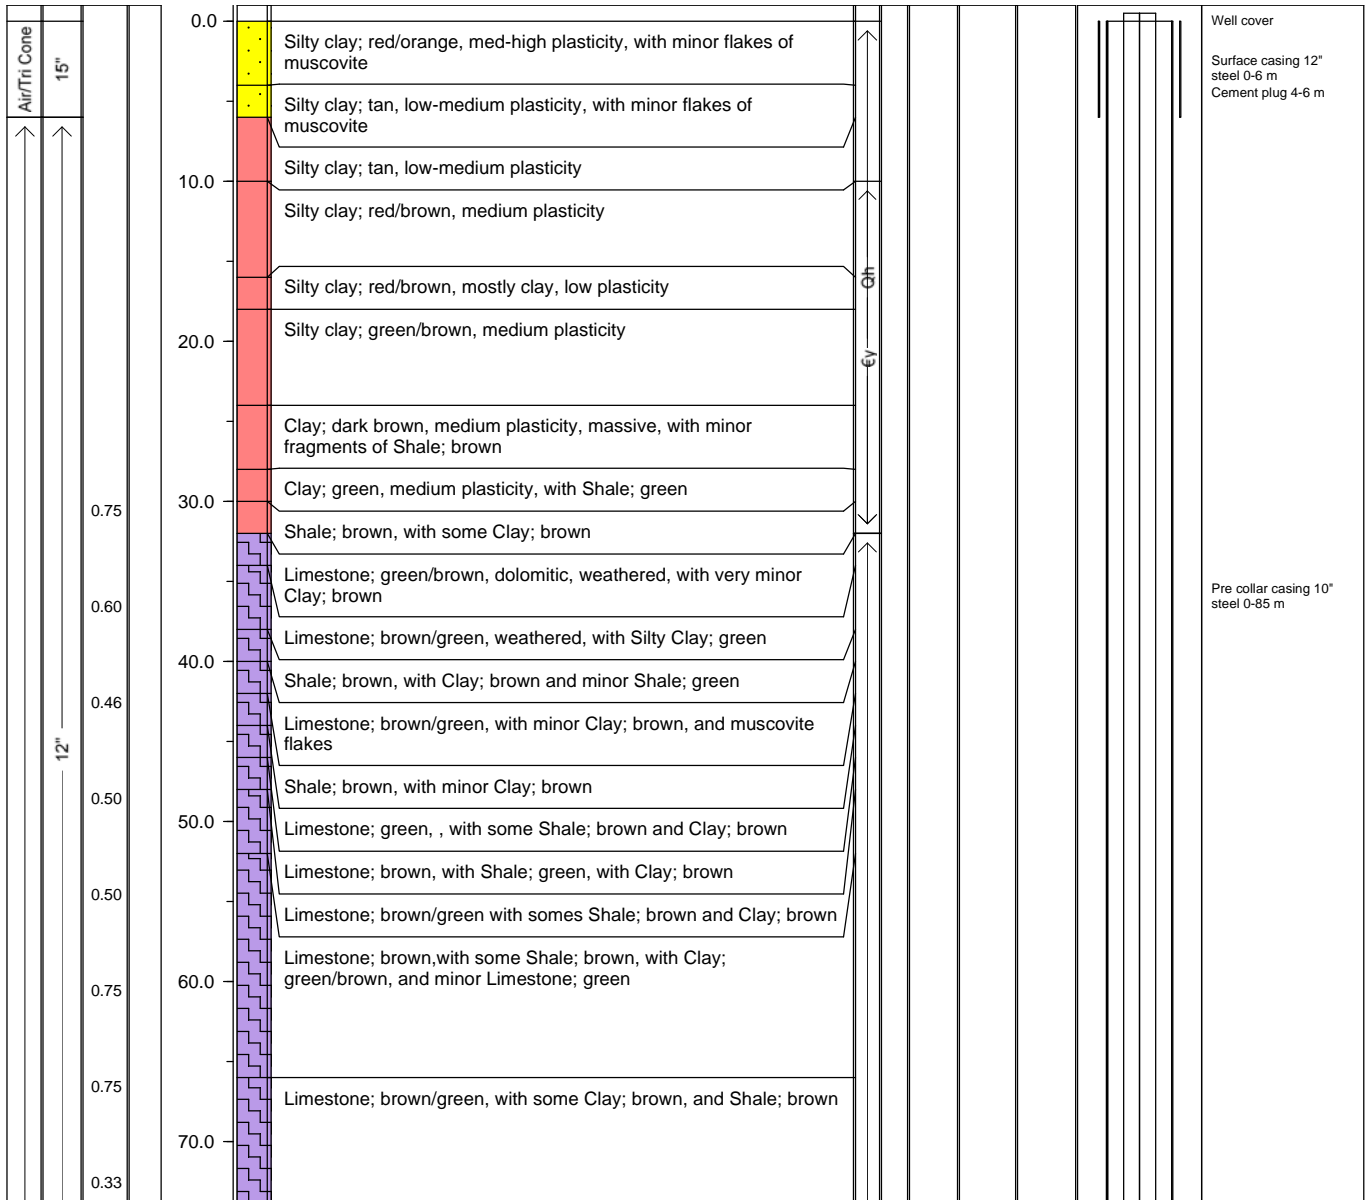 Air/Tri Cone
15"
12"
0.75
0.60
0.46
0.50
0.50
0.75
0.75
0.33
0.0
10.0
20.0
30.0
40.0
50.0
60.0
70.0
Silty clay; red/orange, med-high plasticity, with minor flakes of
muscovite
Silty clay; tan, low-medium plasticity, with minor flakes of
muscovite
Silty clay; tan, low-medium plasticity
Silty clay; red/brown, medium plasticity
Silty clay; red/brown, mostly clay, low plasticity
Silty clay; green/brown, medium plasticity
Clay; dark brown, medium plasticity, massive, with minor
fragments of Shale; brown
Clay; green, medium plasticity, with Shale; green
Shale; brown, with some Clay; brown
Limestone; green/brown, dolomitic, weathered, with very minor
Clay; brown
Limestone; brown/green, weathered, with Silty Clay; green
Shale; brown, with Clay; brown and minor Shale; green
Limestone; brown/green, with minor Clay; brown, and muscovite
flakes
Shale; brown, with minor Clay; brown
Limestone; green, , with some Shale; brown and Clay; brown
Limestone; brown, with Shale; green, with Clay; brown
Limestone; brown/green with somes Shale; brown and Clay; brown
Limestone; brown,with some Shale; brown, with Clay;
green/brown, and minor Limestone; green
Limestone; brown/green, with some Clay; brown, and Shale; brown
Qh
€y
Well cover
Surface casing 12"
steel 0-6 m
Cement plug 4-6 m
Pre collar casing 10"
steel 0-85 m